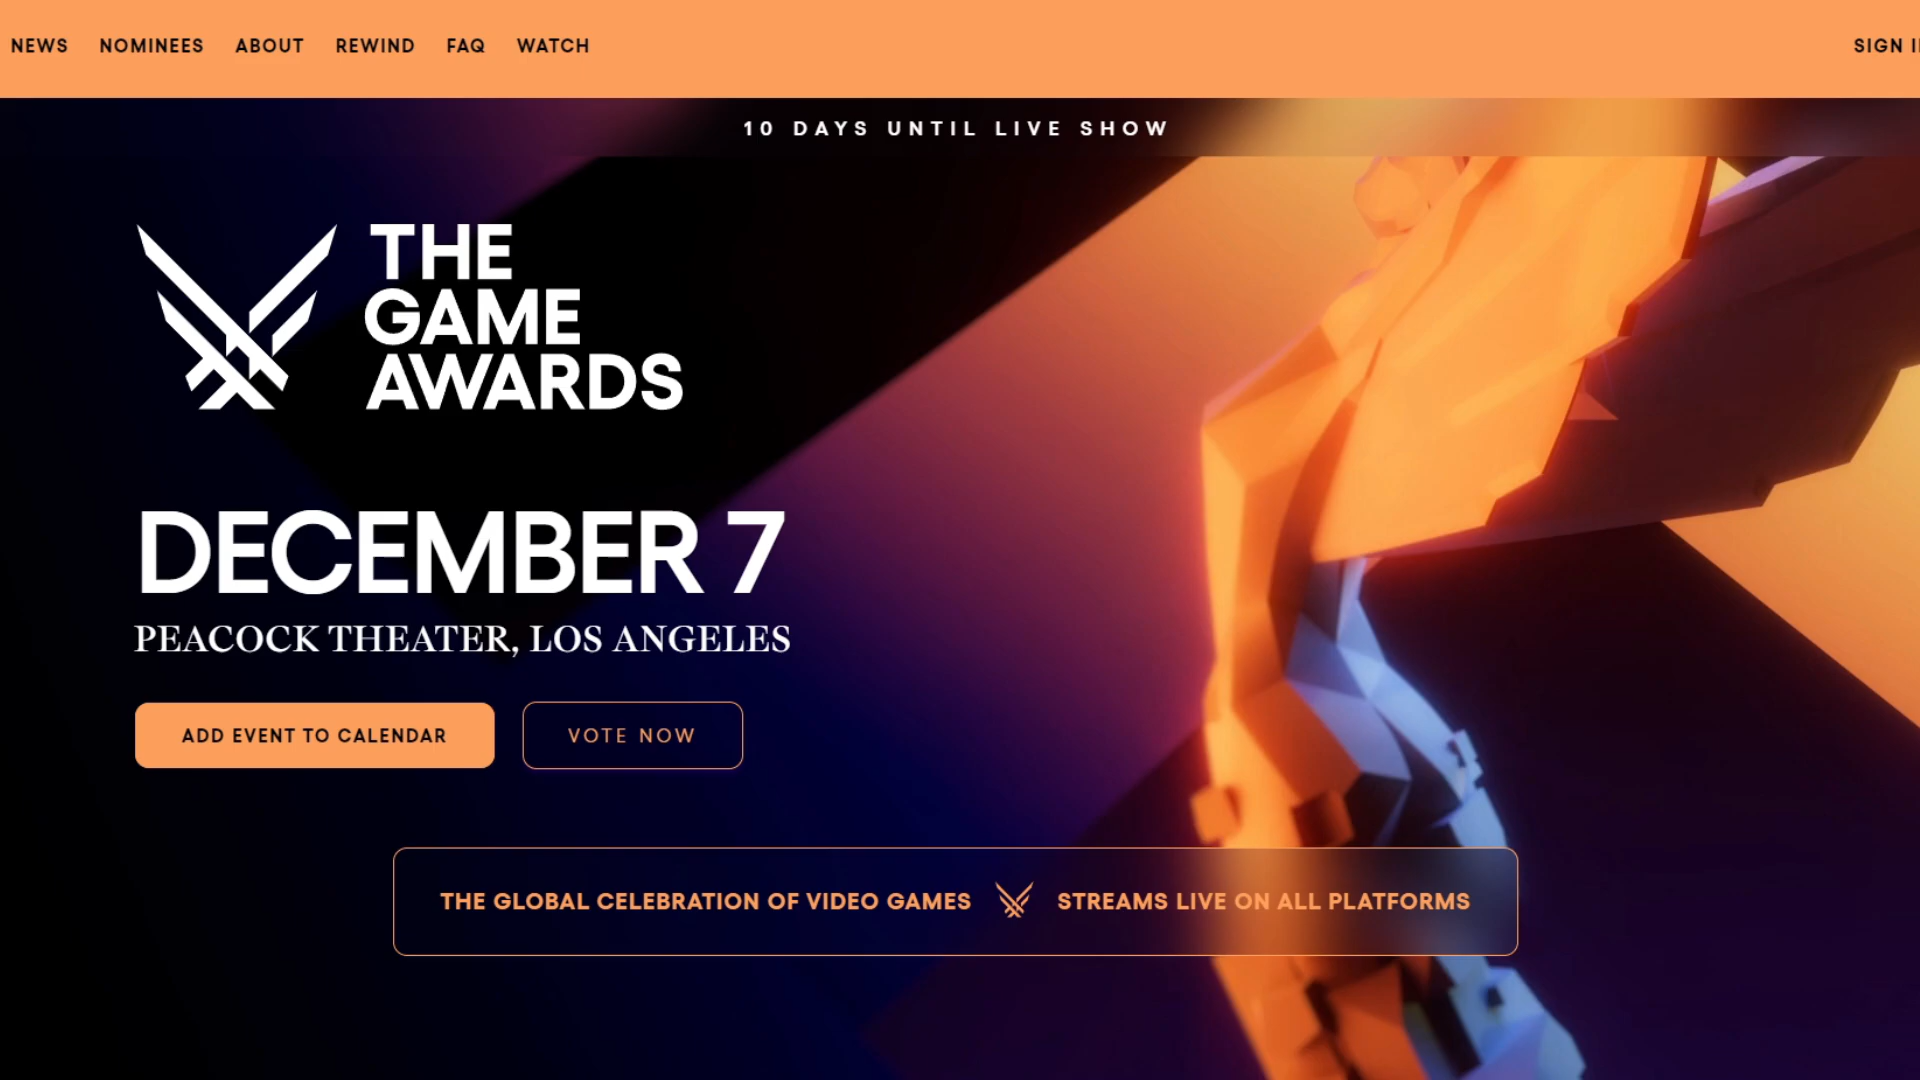 NEWS NOMINEES ABOUT REWIND FAQ WATCH SIGN
10 DAYS UNTIL LIVE SHOW
THE
GAME
AWARDS
DECEMBER 7
PEACOCK THEATER, LOS ANGELES
ADD EVENT TO CALENDAR VOTE NOW
THE GLOBAL CELEBRATION OF VIDEO GAMES STREAMS LIVE ON ALL PLATFORMS